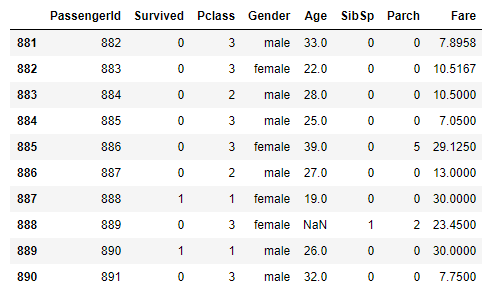 PassengerId Survived Pclass Gender Age SibSp Parch Fare
881 882 0 3 male 33.0 0 0 7.8958
882 883 0 3 female 22.0 0 0 10.5167
883 884 0 2 male 28.0 0 0 10.5000
884 885 0 3 male 25.0 0 0 7.0500
885 886 0 3 female 39.0 0 5 29.1250
886 887 0 2 male 27.0 0 0 13.0000
887 888 1 1 female 19.0 0 0 30.0000
888 889 0 3 female NaN 1 2 23.4500
889 890 1 1 male 26.0 0 0 30.0000
890 891 0 3 male 32.0 0 0 7.7500